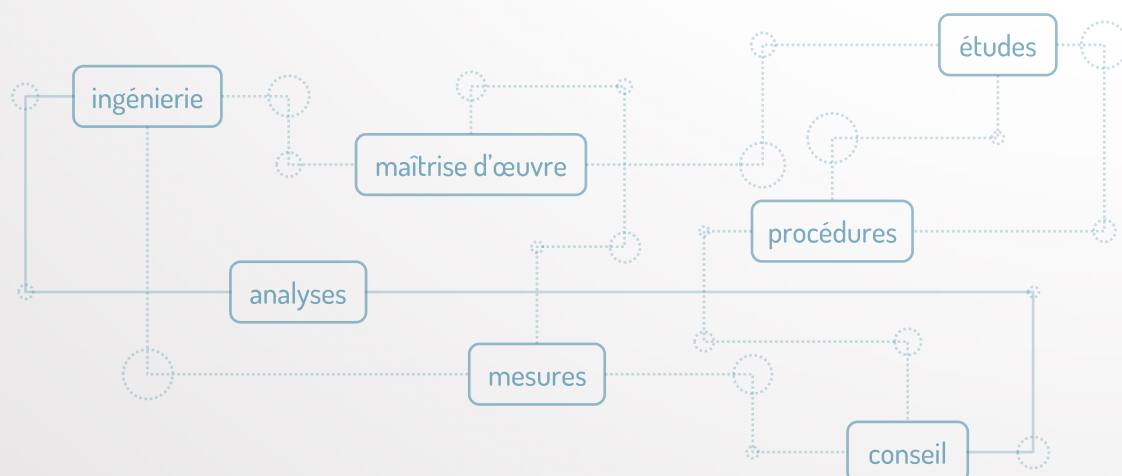 études
ingénierie
maîtrise d'œuvre
procédures
analyses
mesures
conseil